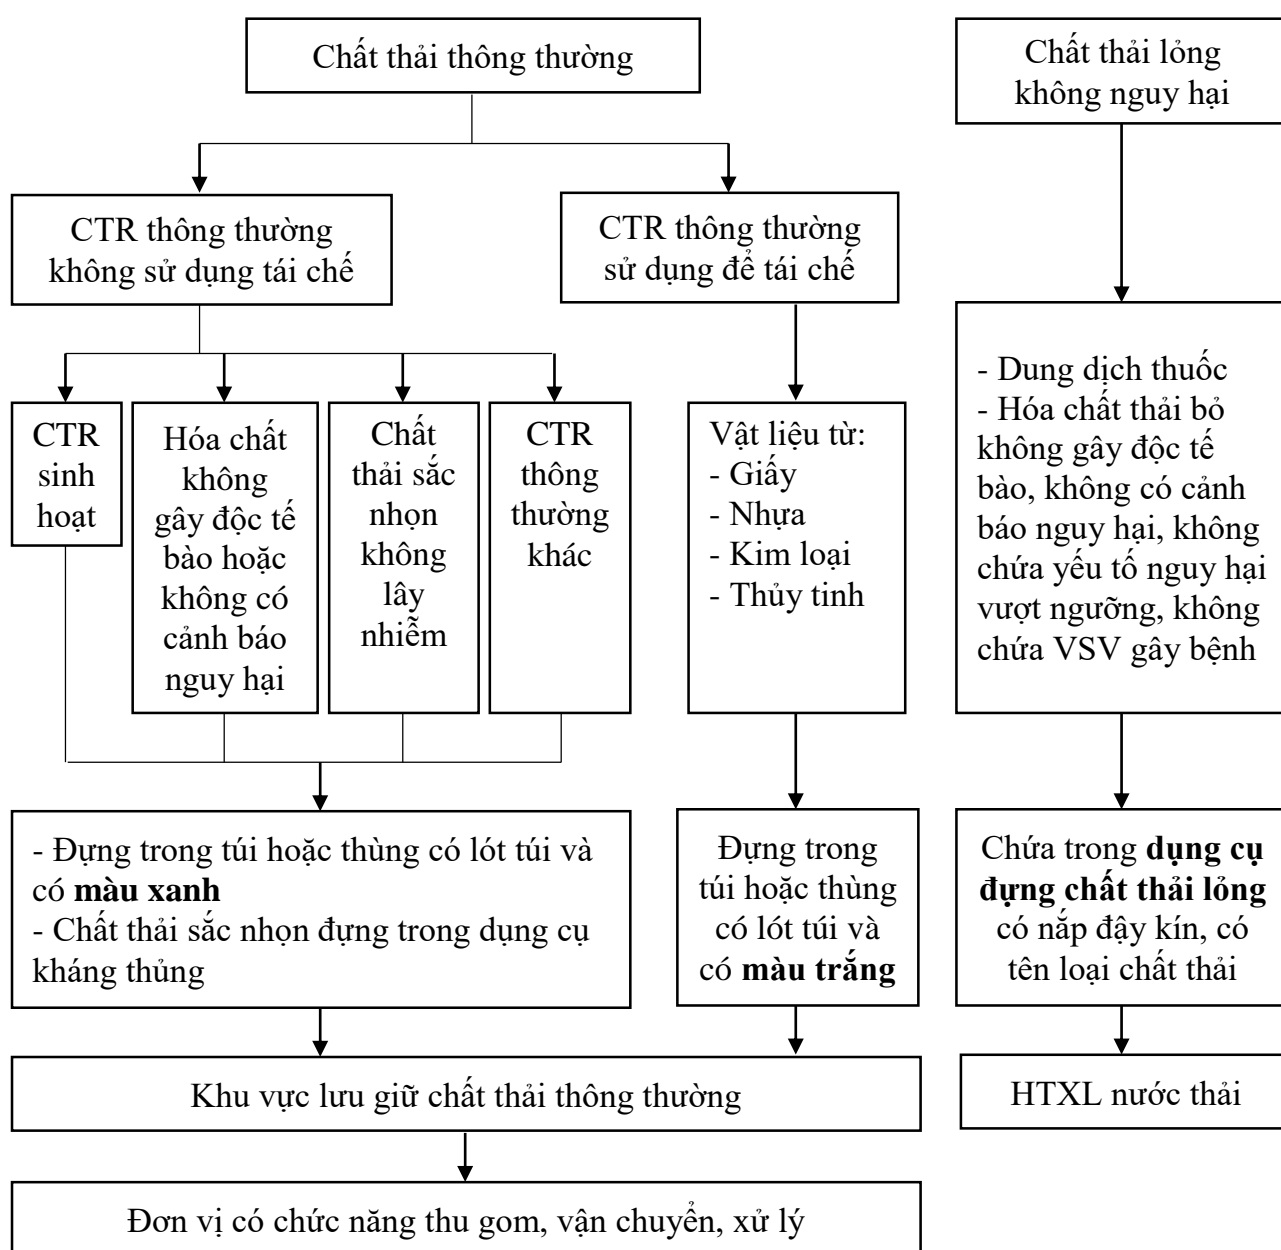 Chất thải thông thường
Chất thải lỏng
không nguy hại
CTR thông thường
không sử dụng tái chế
CTR thông thường
sử dụng để tái chế
CTR
sinh
hoạt
Hóa chất
không
gây độc tế
bào hoặc
không có
cảnh báo
nguy hại
Chất
thải sắc
nhọn
không
lây
nhiễm
CTR
thông
thường
khác
Vật liệu từ:
- Giấy
- Nhựa
- Kim loại
- Thủy tinh
- Dung dịch thuốc
- Hóa chất thải bỏ
không gây độc tế
bào, không có cảnh
báo nguy hại, không
chứa yếu tố nguy hại
vượt ngưỡng, không
chứa VSV gây bệnh
- Đựng trong túi hoặc thùng có lót túi và
có màu xanh
- Chất thải sắc nhọn đựng trong dụng cụ
kháng thủng
Đựng trong
túi hoặc thùng
có lót túi và
có màu trắng
Chứa trong dụng cụ
đựng chất thải lỏng
có nắp đậy kín, có
tên loại chất thải
Khu vực lưu giữ chất thải thông thường
HTXL nước thải
Đơn vị có chức năng thu gom, vận chuyển, xử lý